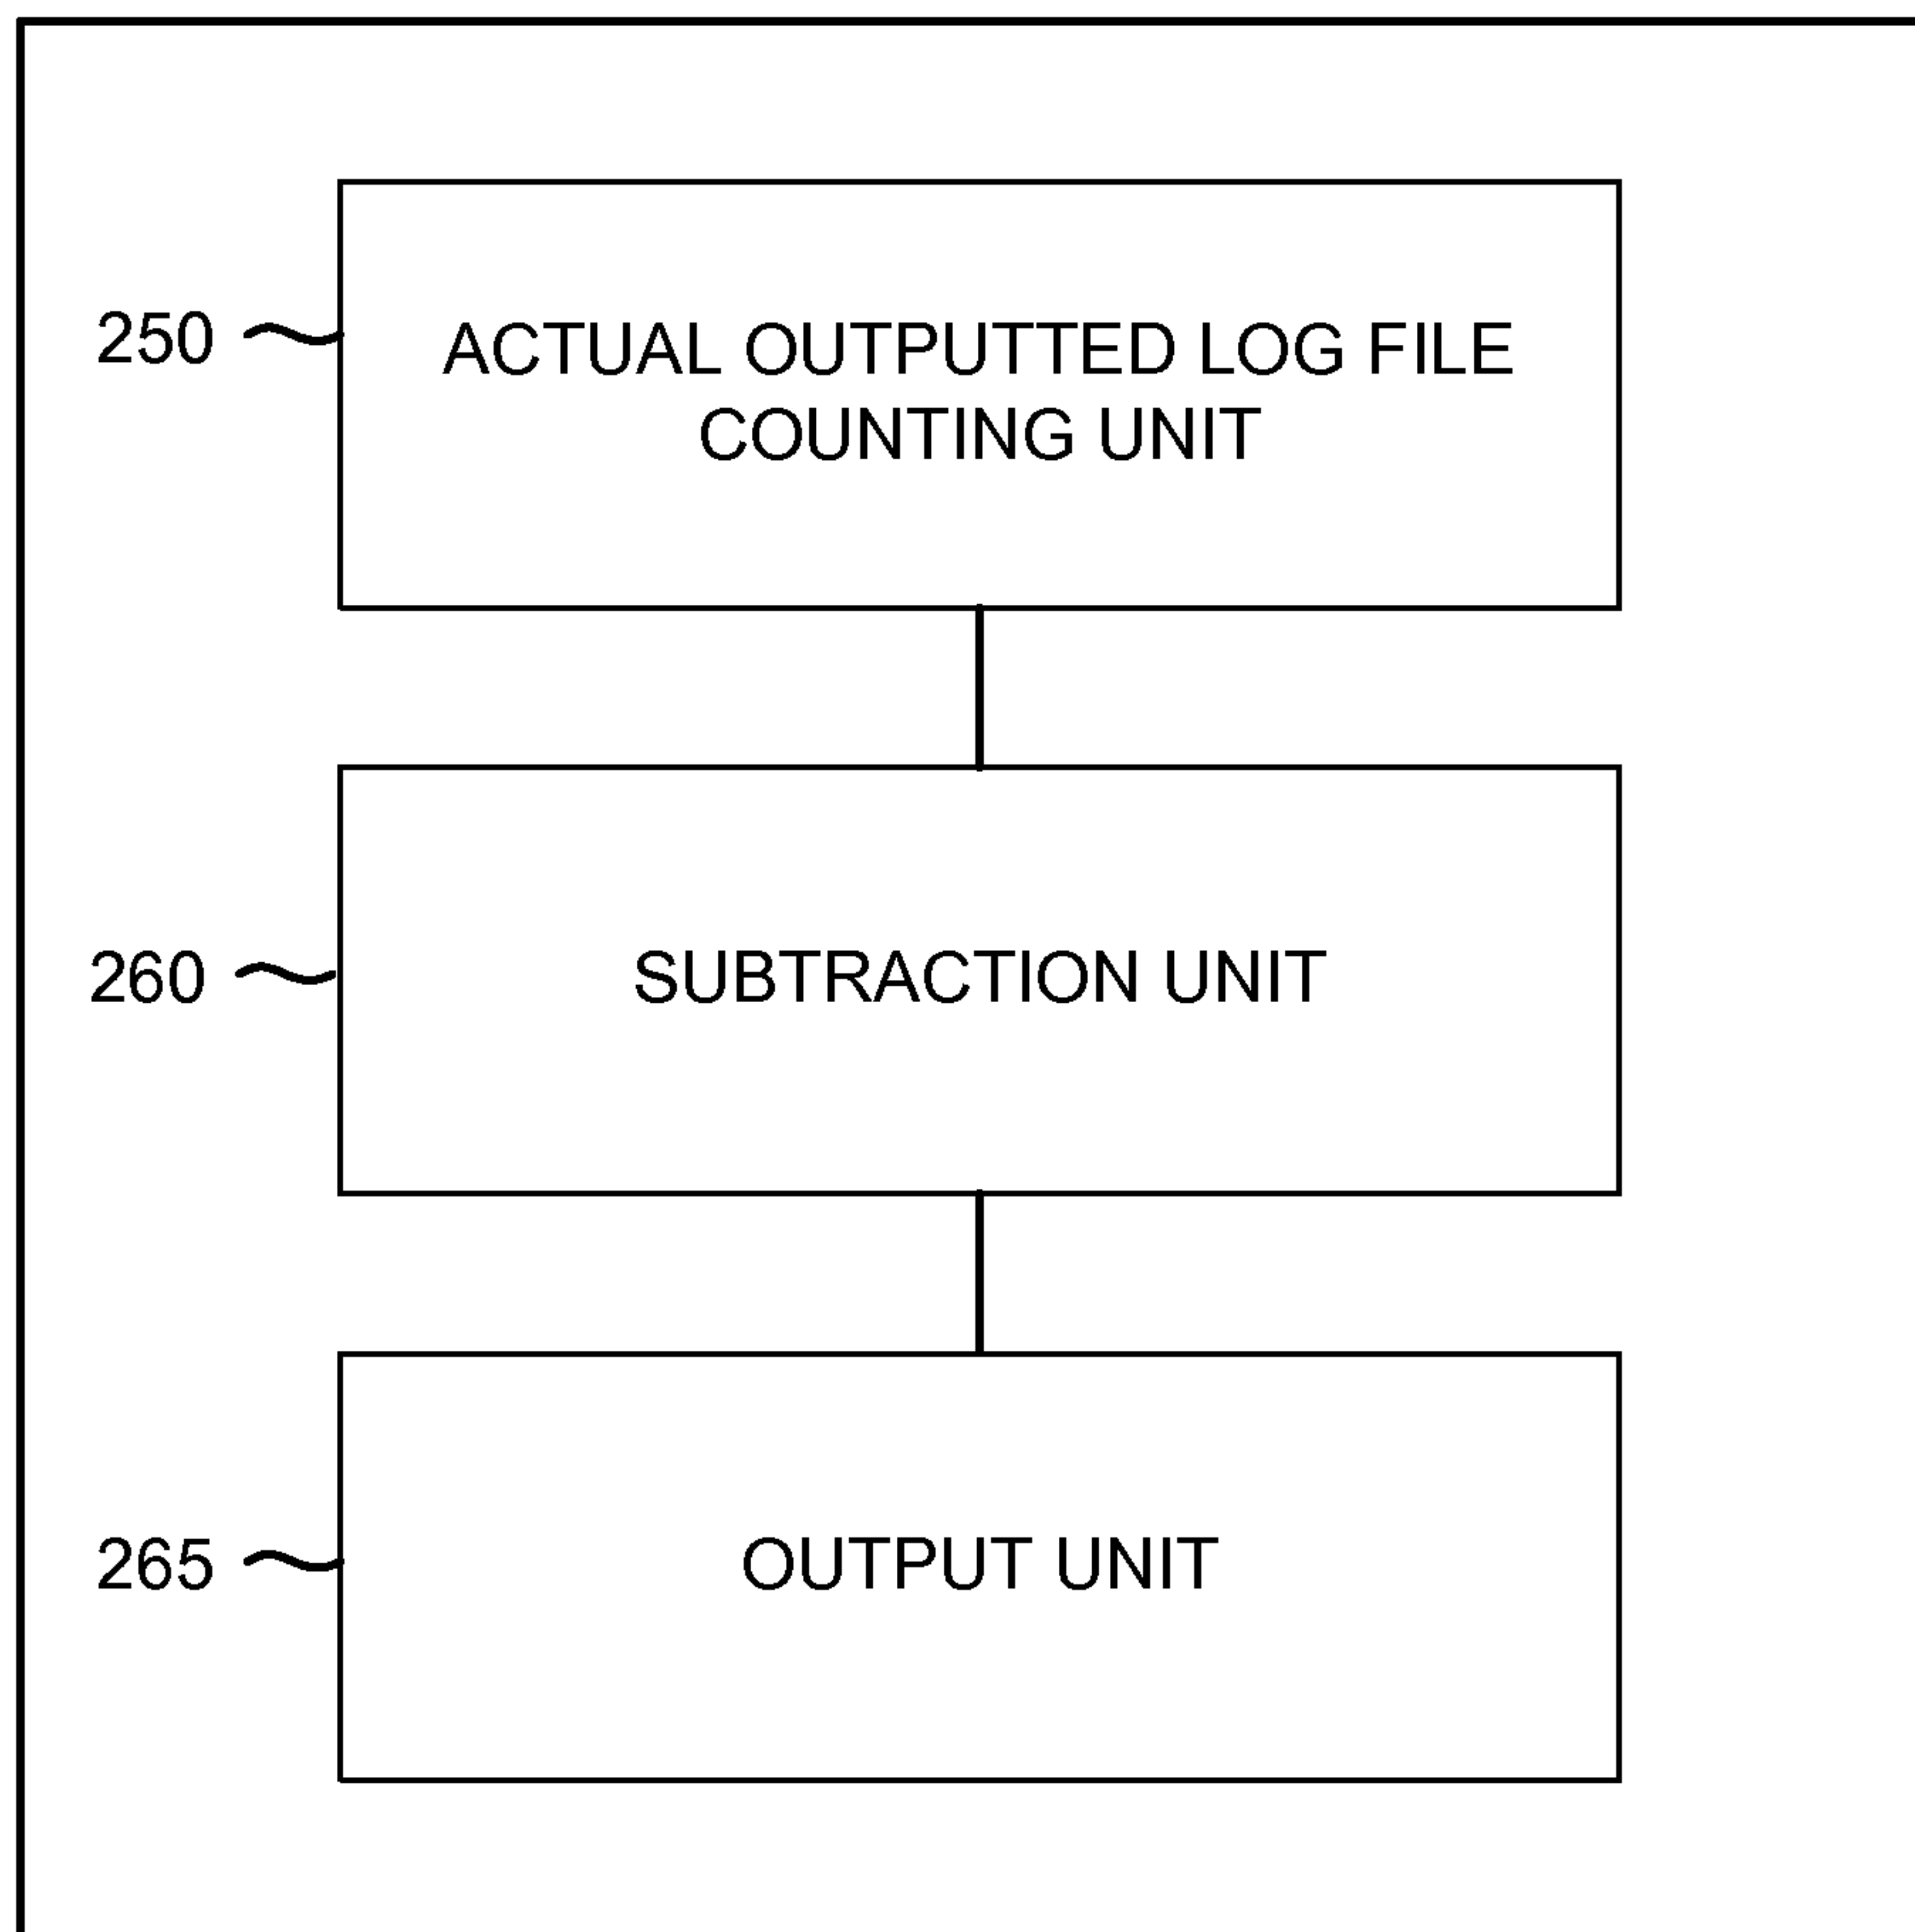 250
ACTUAL OUTPUTTED LOG FILE
COUNTING UNIT
260
SUBTRACTION UNIT
265
OUTPUT UNIT